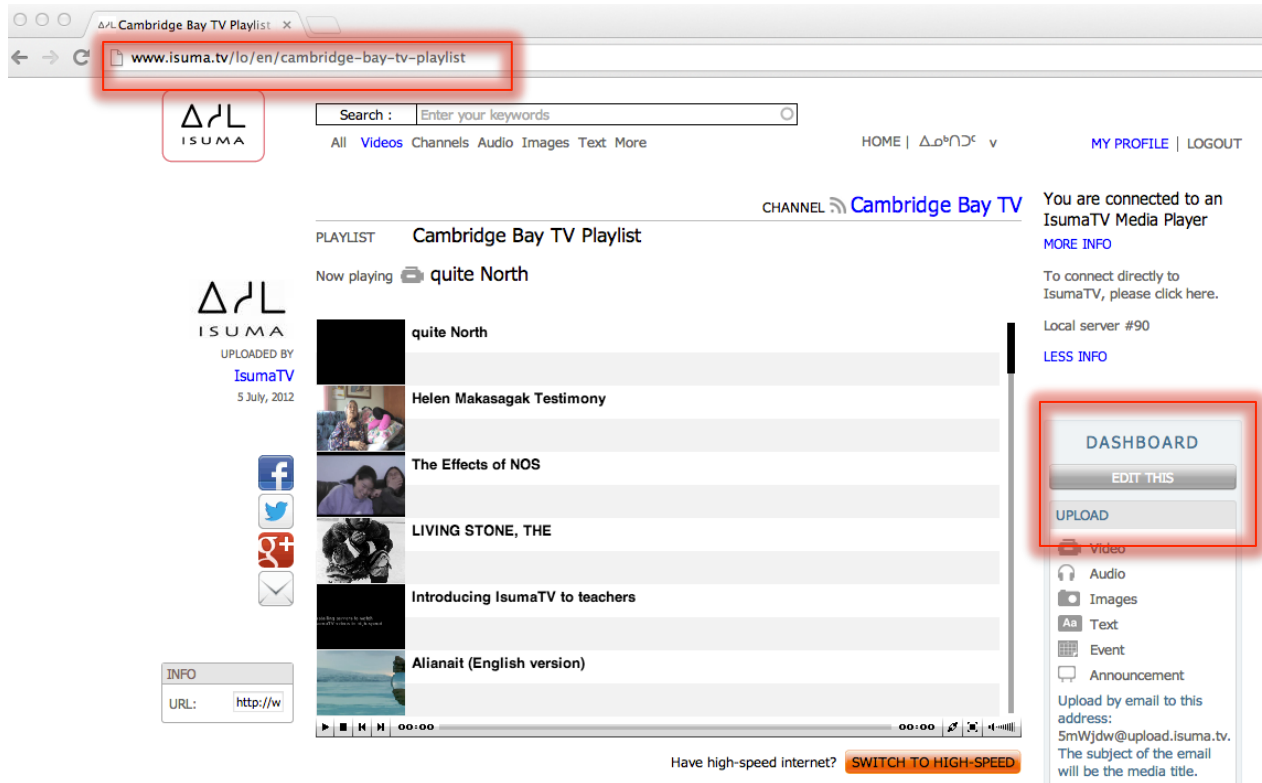 Cambridge Bay TV Playlist
www.isuma.tv/lo/en/cambridge-bay-tv-playlist
ᐃᓱᒪ
ISUMA
Search :
Enter your keywords
All Videos Channels Audio Images Text More
HOME | ᐃᓄᒃᑎᑐᑦ v
MY PROFILE | LOGOUT
CHANNEL Cambridge Bay TV
PLAYLIST Cambridge Bay TV Playlist
Now playing quite North
ᐃᓱᒪ
ISUMA
UPLOADED BY
IsumaTV
5 July, 2012
quite North
Helen Makasagak Testimony
The Effects of NOS
LIVING STONE, THE
Introducing IsumaTV to teachers
Alianait (English version)
00:00
00:00
INFO
URL: http://w
Have high-speed internet? SWITCH TO HIGH-SPEED
You are connected to an
IsumaTV Media Player
MORE INFO
To connect directly to
IsumaTV, please click here.
Local server #90
LESS INFO
DASHBOARD
EDIT THIS
UPLOAD
Video
Audio
Images
Aa Text
Event
Announcement
Upload by email to this
address:
5mWjdw@upload.isuma.tv.
The subject of the email
will be the media title.